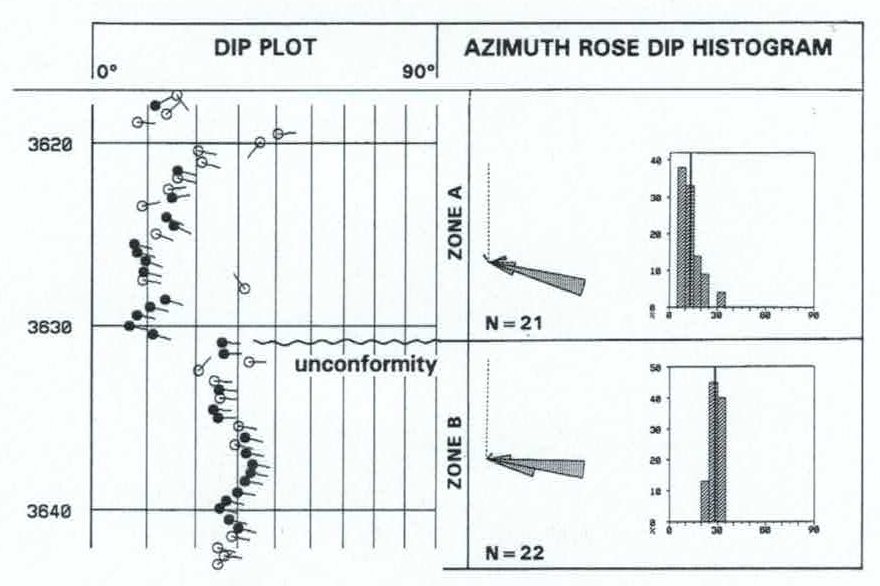 DIP PLOT
AZIMUTH ROSE DIP HISTOGRAM
0° 90°
3620
3630
3640
unconformity
ZONE A
N = 21
40
30
20
10
0
% 0 30 60 90
ZONE B
N = 22
50
40
30
20
10
%0 0 30 60 90